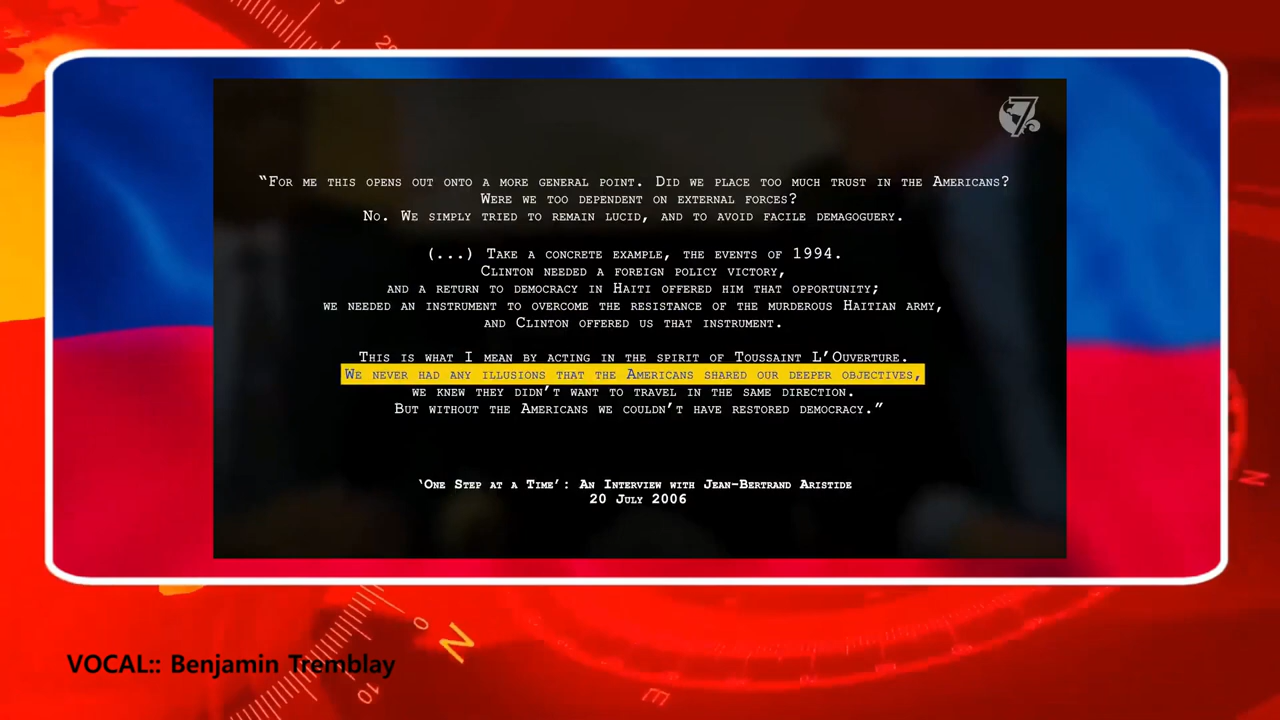 7
“For me this opens out onto a more general point. Did we place too much trust in the Americans?
Were we too dependent on external forces?
No. We simply tried to remain lucid, and to avoid facile demagoguery.
(...) Take a concrete example, the events of 1994.
Clinton needed a foreign policy victory,
and a return to democracy in Haiti offered him that opportunity;
we needed an instrument to overcome the resistance of the murderous Haitian army,
and Clinton offered us that instrument.
This is what I mean by acting in the spirit of Toussaint L’Ouverture.
We never had any illusions that the Americans shared our deeper objectives,
we knew they didn’t want to travel in the same direction.
But without the Americans we couldn’t have restored democracy.”
‘One Step at a Time’: An Interview with Jean-Bertrand Aristide
20 July 2006
N
0
N
VOCAL:: Benjamin Tremblay
10
E